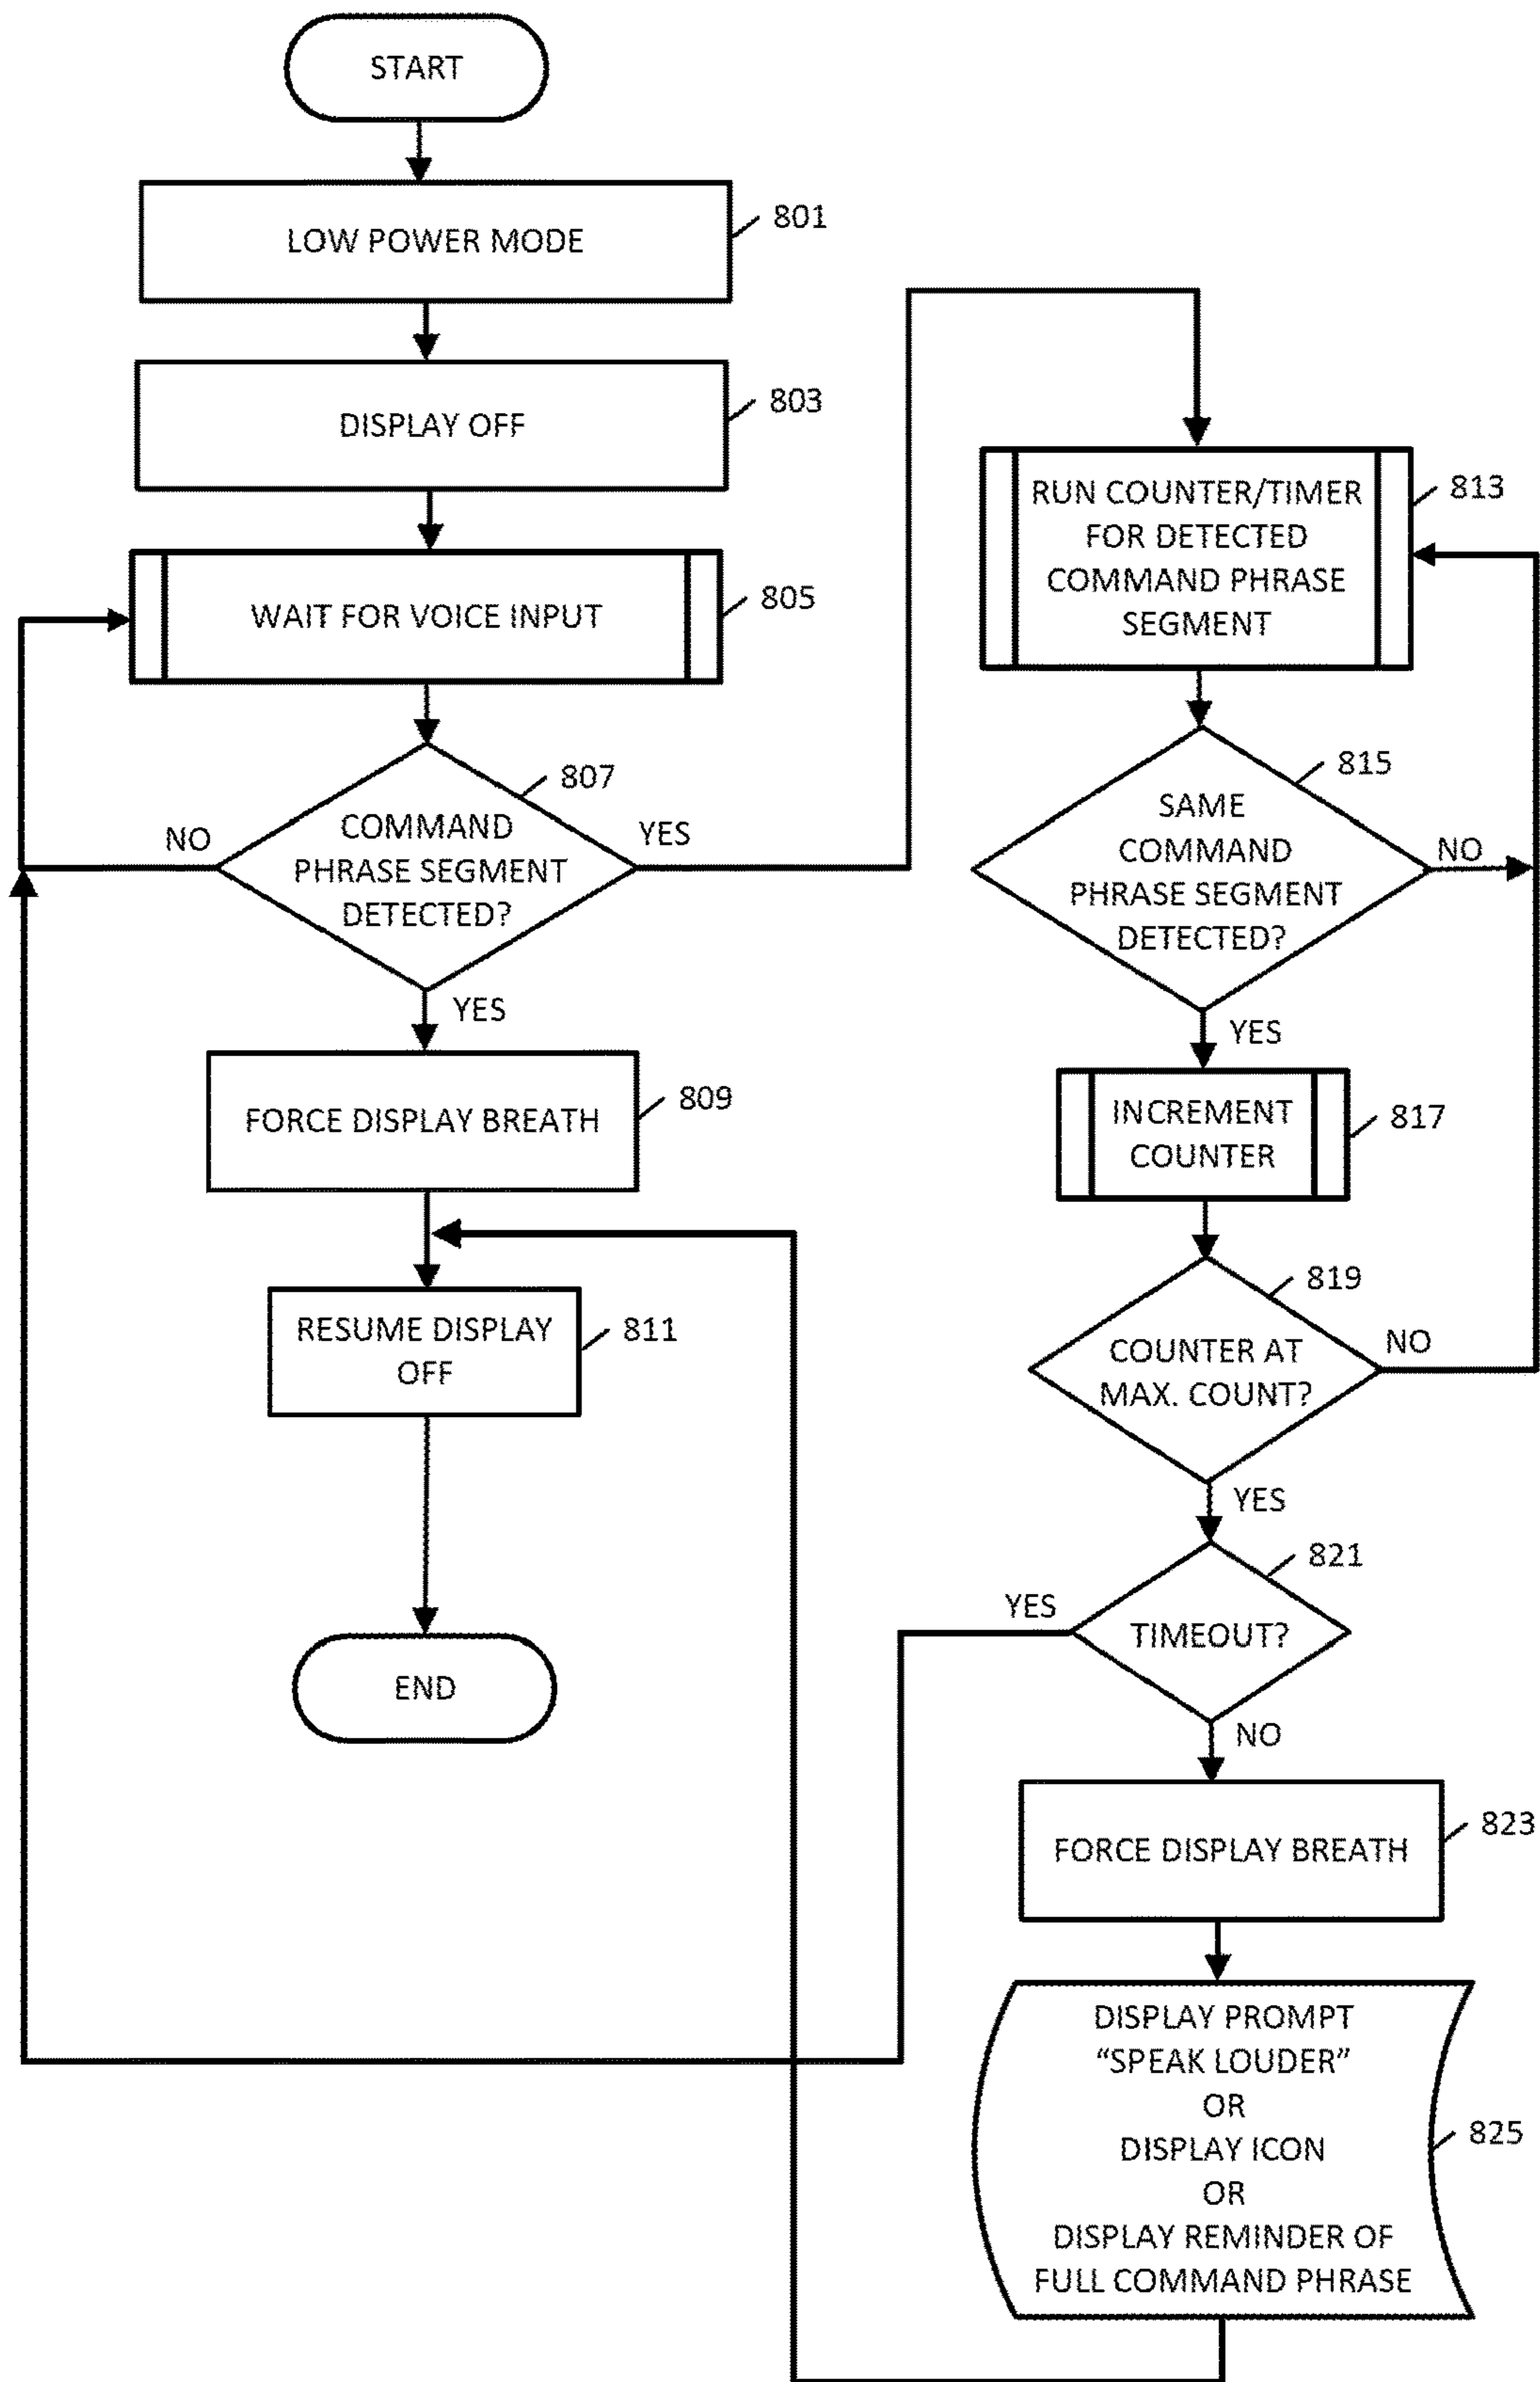 START
LOW POWER MODE
801
DISPLAY OFF
803
WAIT FOR VOICE INPUT
805
807
COMMAND
PHRASE SEGMENT
DETECTED?
NO
YES
YES
FORCE DISPLAY BREATH
809
RESUME DISPLAY
OFF
811
END
RUN COUNTER/TIMER
FOR DETECTED
COMMAND PHRASE
SEGMENT
813
815
SAME
COMMAND
PHRASE SEGMENT
DETECTED?
NO
YES
INCREMENT
COUNTER
817
819
COUNTER AT
MAX. COUNT?
NO
YES
821
TIMEOUT?
YES
NO
FORCE DISPLAY BREATH
823
DISPLAY PROMPT
“SPEAK LOUDER”
OR
DISPLAY ICON
OR
DISPLAY REMINDER OF
FULL COMMAND PHRASE
825